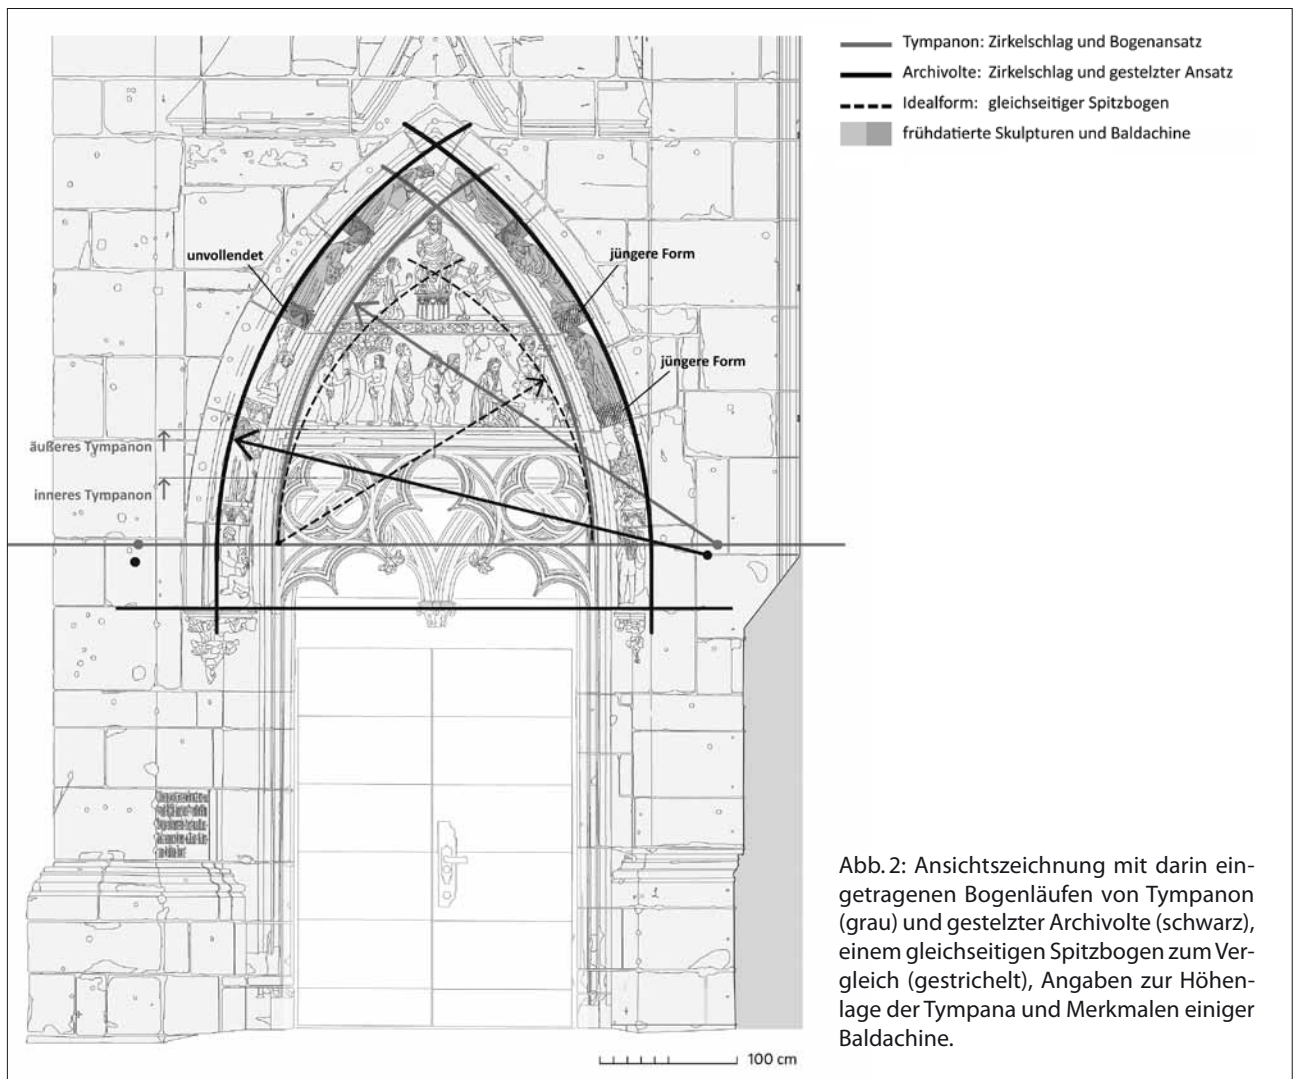 Tympanon: Zirkelschlag und Bogenansatz
Archivolte: Zirkelschlag und gestelzter Ansatz
Idealform: gleichseitiger Spitzbogen
frühdatierte Skulpturen und Baldachine
unvollendet
jüngere Form
jüngere Form
äußeres Tympanon
inneres Tympanon
Abb. 2: Ansichtszeichnung mit darin ein-
getragenen Bogenläufen von Tympanon
(grau) und gestelzter Archivolte (schwarz),
einem gleichseitigen Spitzbogen zum Ver-
gleich (gestrichelt), Angaben zur Höhen-
lage der Tympana und Merkmalen einiger
Baldachine.
100 cm